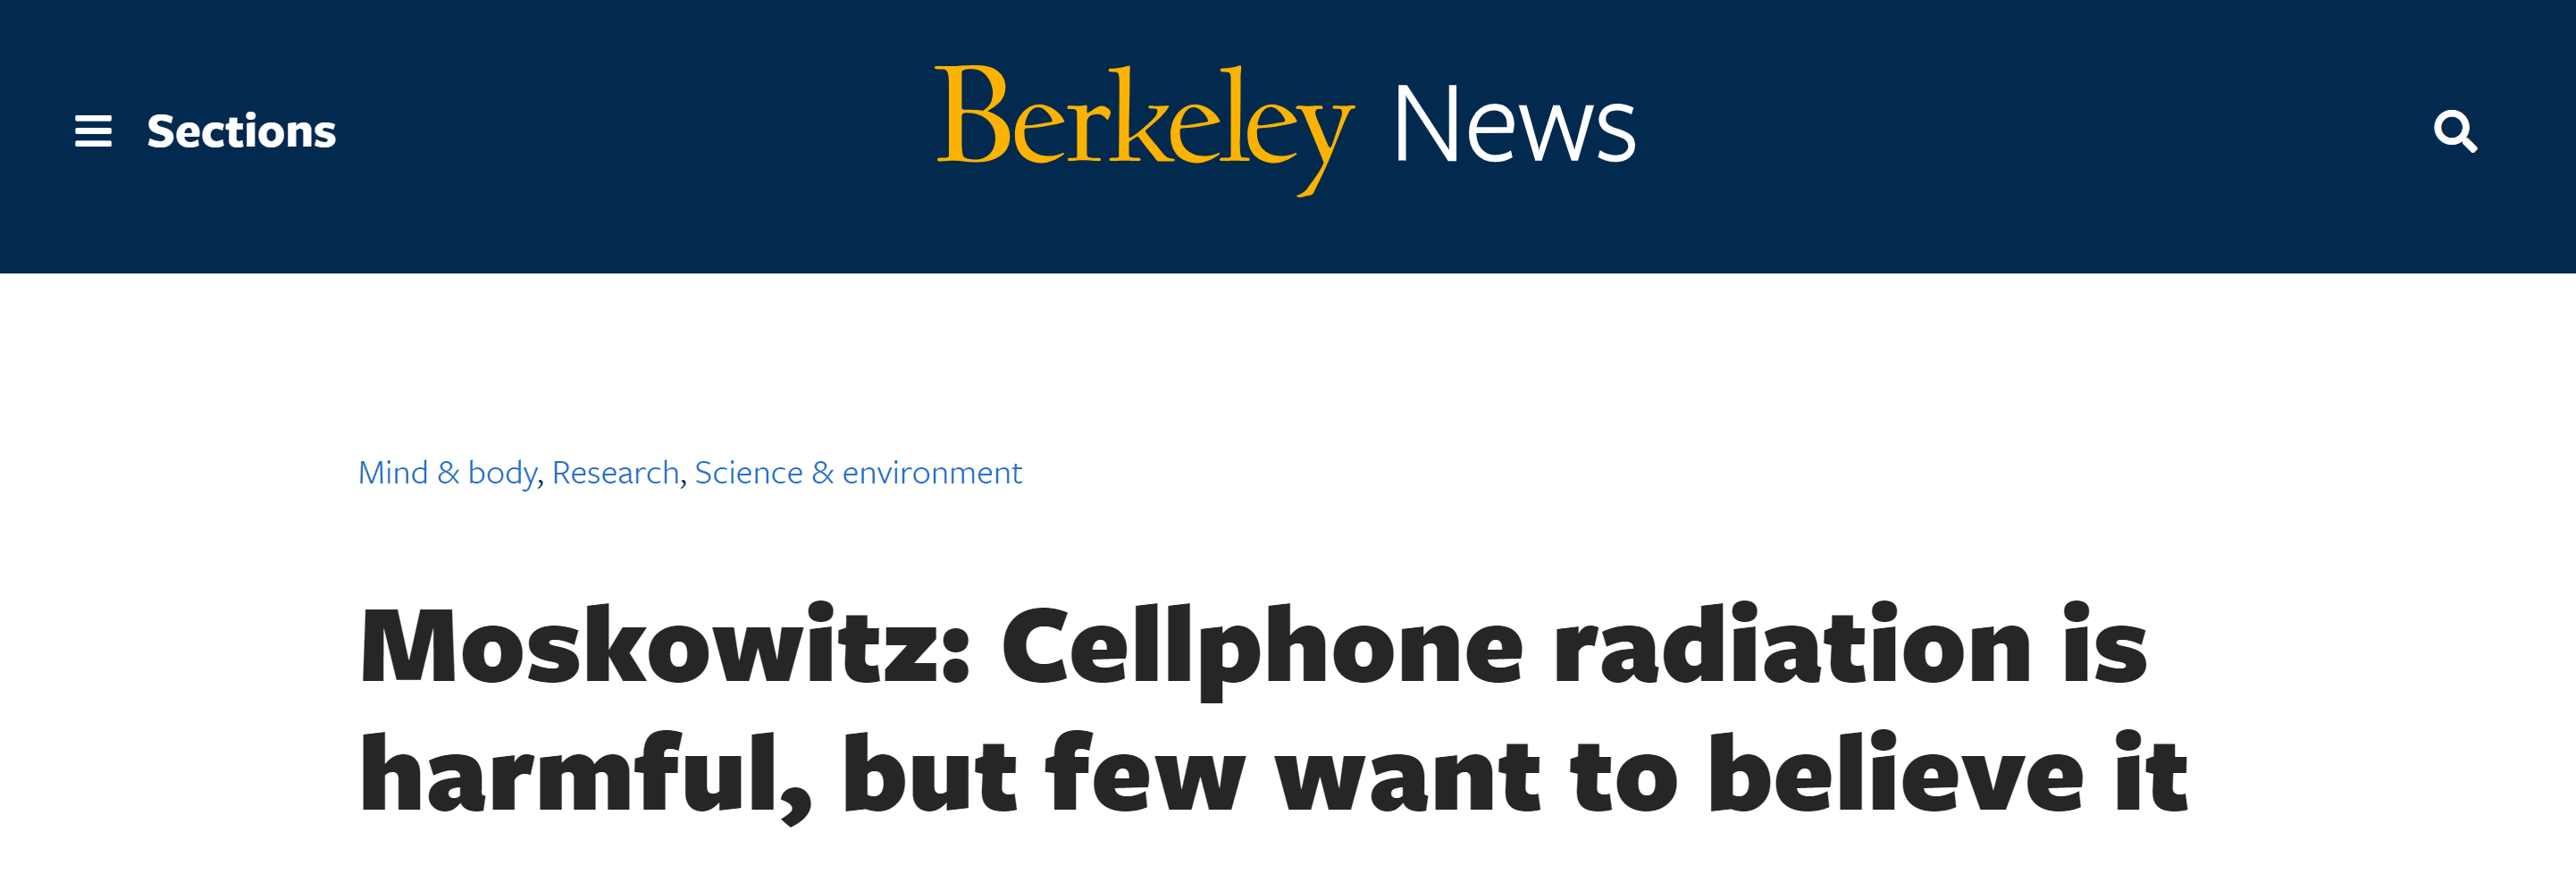 Sections
Berkeley News
Mind & body, Research, Science & environment
Moskowitz: Cellphone radiation is
harmful, but few want to believe it